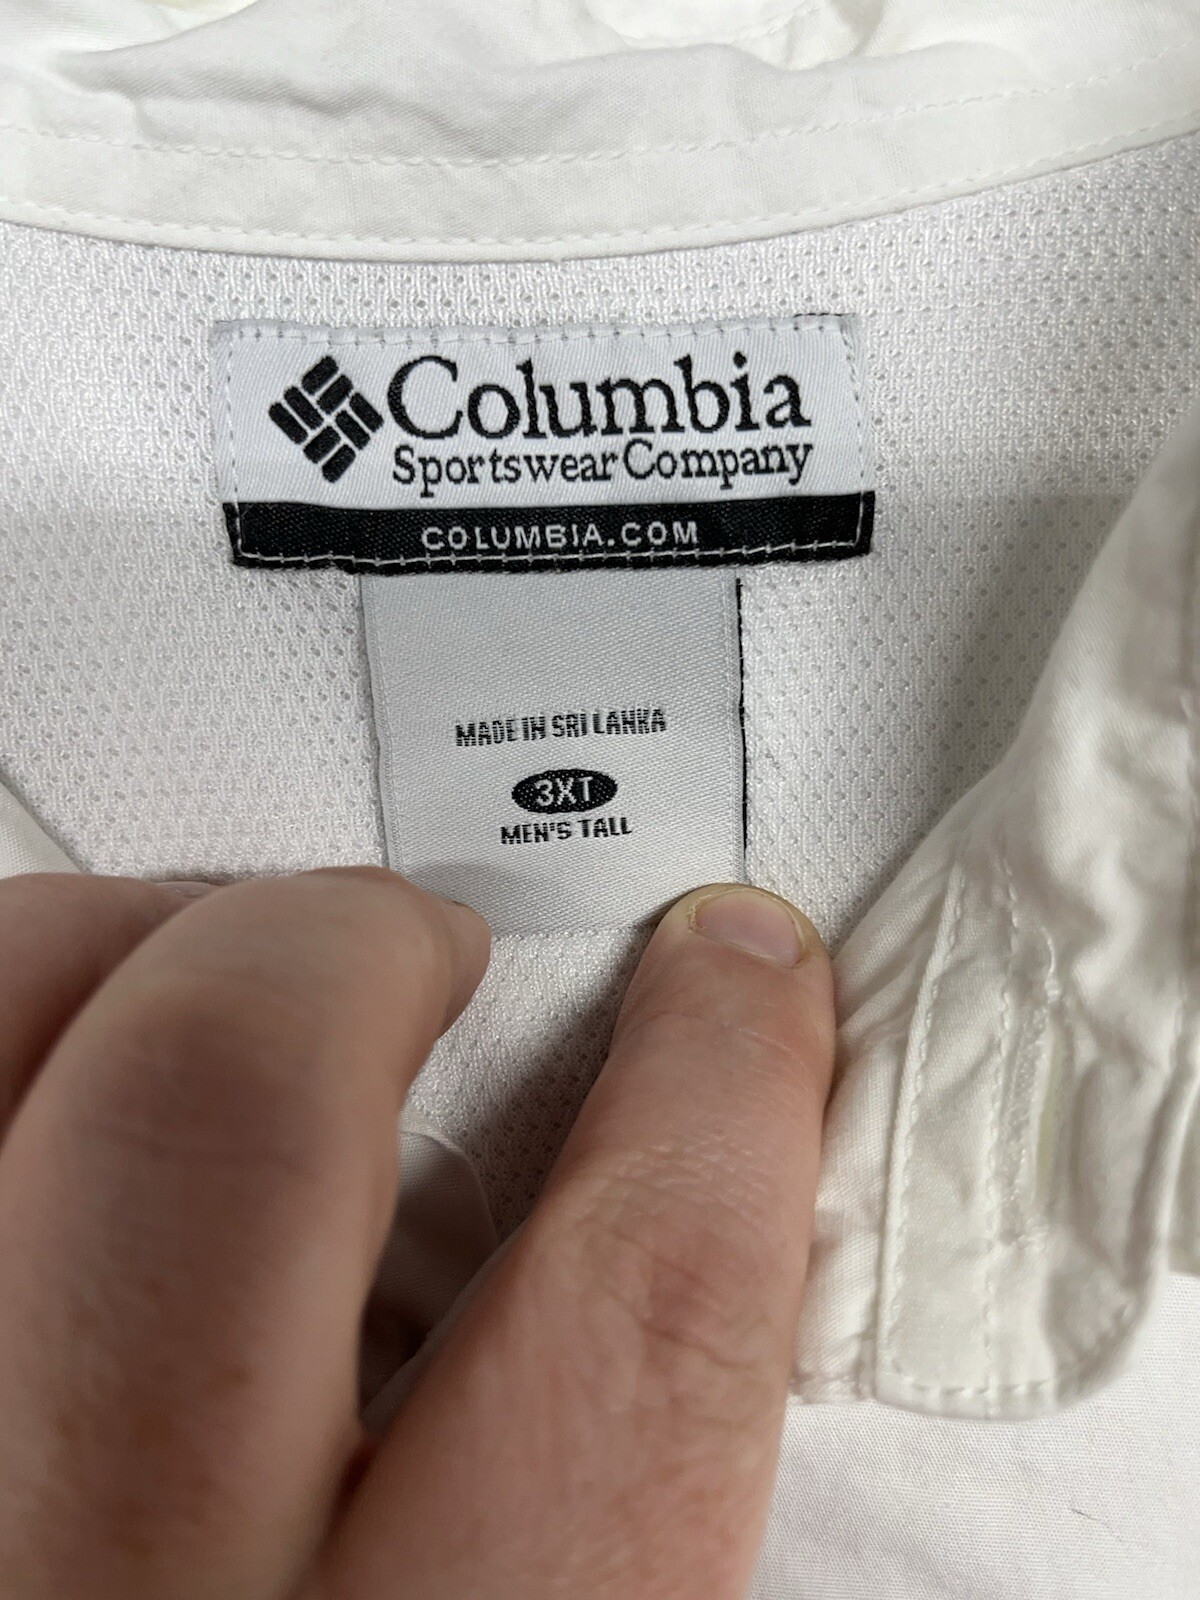 Columbia
Sportswear Company
COLUMBIA.COM
MADE IN SRI LANKA
3XT
MEN'S TALL